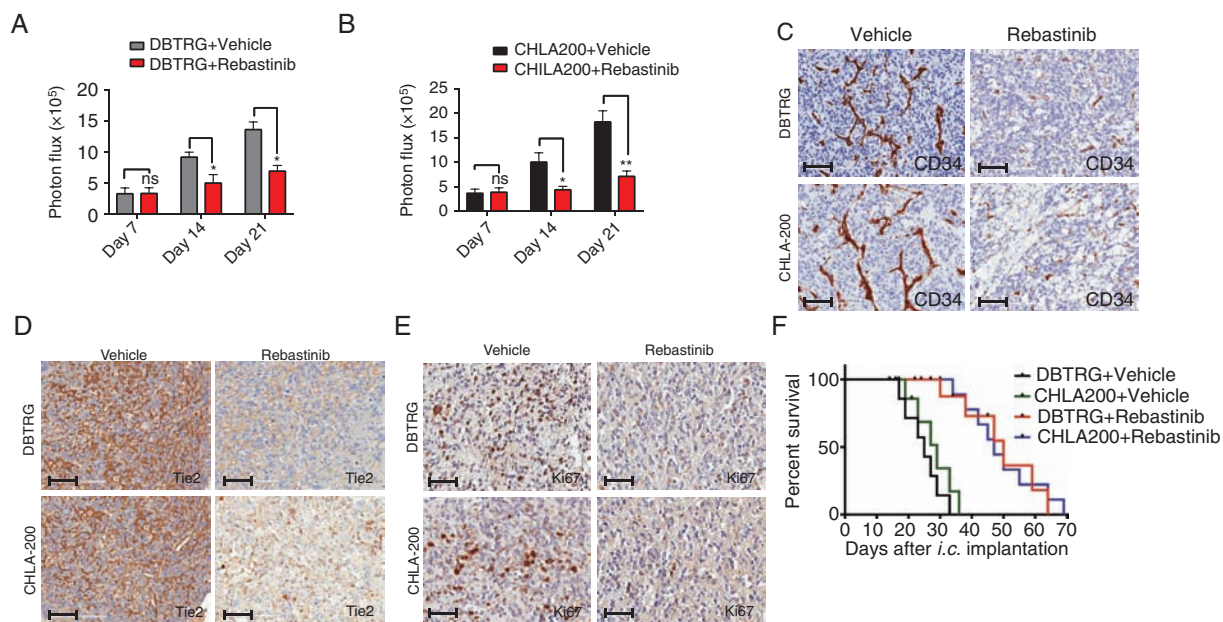 A
DBTRG+Vehicle
DBTRG+Rebastinib
Photon flux (×10⁵)
20
15
10
5
0
ns
*
*
Day 7
Day 14
Day 21
B
CHLA200+Vehicle
CHILA200+Rebastinib
Photon flux (×10⁵)
25
20
15
10
5
0
ns
*
**
Day 7
Day 14
Day 21
C
Vehicle
Rebastinib
DBTRG
CD34
CD34
CHLA-200
CD34
CD34
D
Vehicle
Rebastinib
DBTRG
Tie2
Tie2
CHLA-200
Tie2
Tie2
E
Vehicle
Rebastinib
DBTRG
Ki67
Ki67
CHLA-200
Ki67
Ki67
F
DBTRG+Vehicle
CHLA200+Vehicle
DBTRG+Rebastinib
CHLA200+Rebastinib
Percent survival
100
50
0
0 10 20 30 40 50 60 70
Days after i.c. implantation